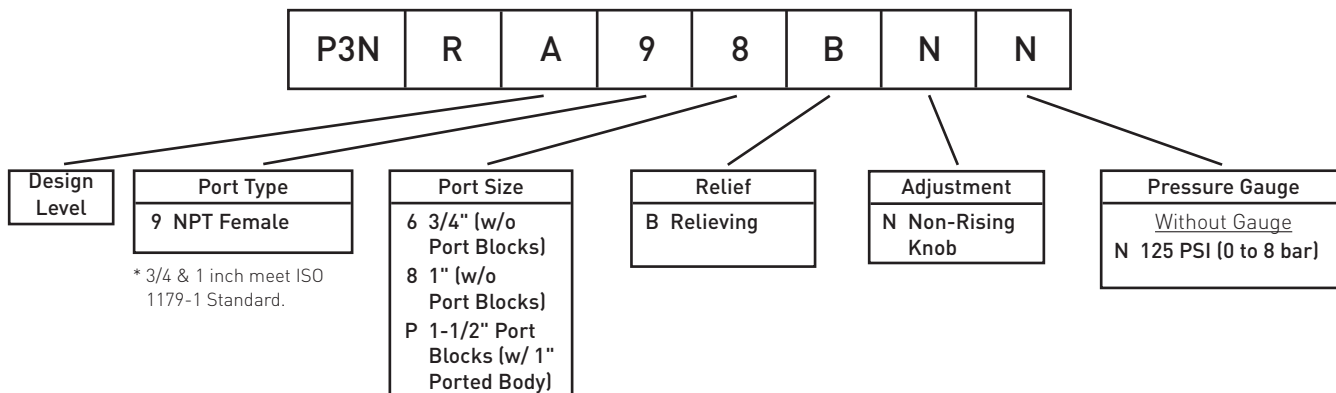 P3N R A 9 8 B N N
Design
Level
Port Type
9 NPT Female
* 3/4 & 1 inch meet ISO
1179-1 Standard.
Port Size
6 3/4" (w/o
Port Blocks)
8 1" (w/o
Port Blocks)
P 1-1/2" Port
Blocks (w/ 1"
Ported Body)
Relief
B Relieving
Adjustment
N Non-Rising
Knob
Pressure Gauge
Without Gauge
N 125 PSI (0 to 8 bar)